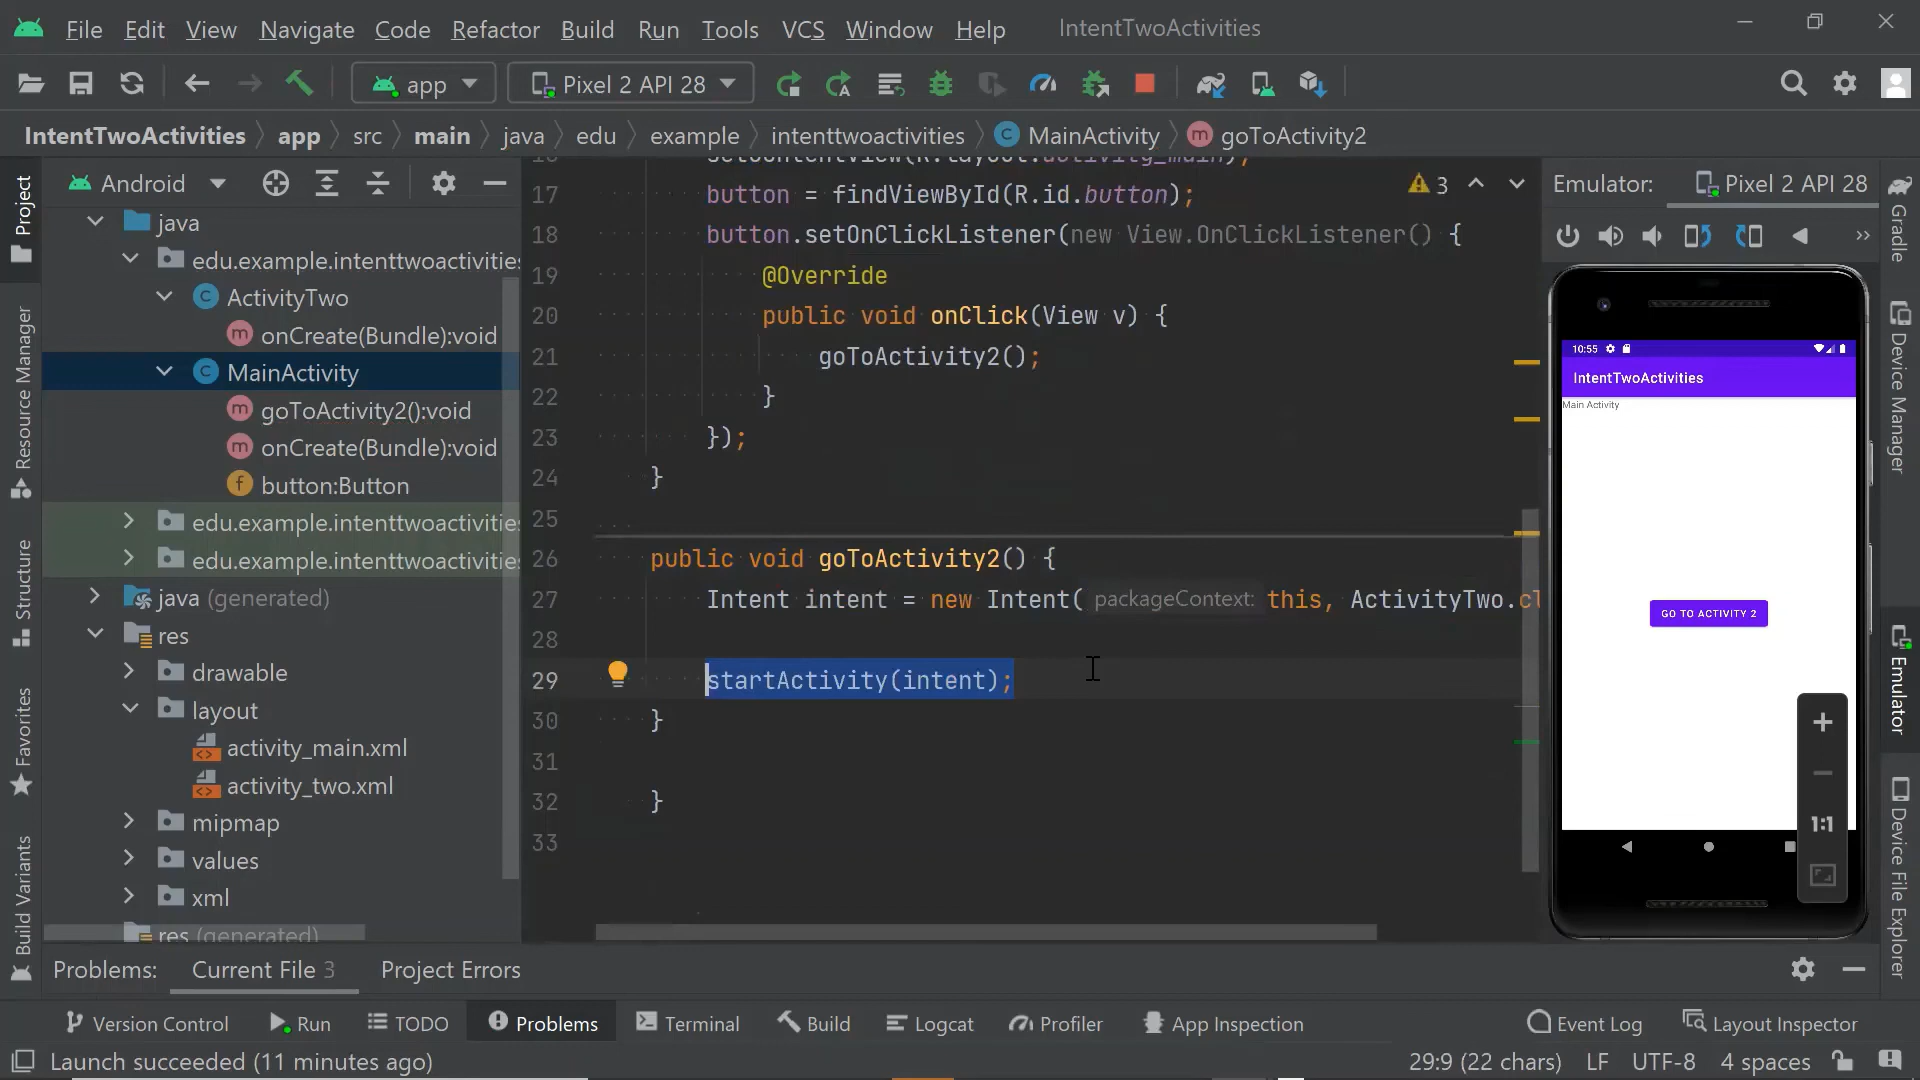 File Edit View Navigate Code Refactor Build Run Tools VCS Window Help IntentTwoActivities
app Pixel 2 API 28
IntentTwoActivities app src main java edu example intenttwoactivities MainActivity goToActivity2
Project
Resource Manager
Structure
Favorites
Build Variants
Android
java
edu.example.intenttwoactivities
ActivityTwo
onCreate(Bundle):void
MainActivity
goToActivity2():void
onCreate(Bundle):void
button:Button
edu.example.intenttwoactivities
edu.example.intenttwoactivities
java (generated)
res
drawable
layout
activity_main.xml
activity_two.xml
mipmap
values
xml
res (generated)
16 setContentView(R.layout.activity_main);
17 button = findViewById(R.id.button);
18 button.setOnClickListener(new View.OnClickListener() {
19 @Override
20 public void onClick(View v) {
21 goToActivity2();
22 }
23 });
24 }
25
26 public void goToActivity2() {
27 Intent intent = new Intent( packageContext: this, ActivityTwo.cl
28
29 startActivity(intent);
30 }
31
32 }
33
3
Emulator: Pixel 2 API 28
10:55
IntentTwoActivities
Main Activity
GO TO ACTIVITY 2
1:1
Gradle
Device Manager
Emulator
Device File Explorer
Problems: Current File 3 Project Errors
Version Control Run TODO Problems Terminal Build Logcat Profiler App Inspection Event Log Layout Inspector
Launch succeeded (11 minutes ago) 29:9 (22 chars) LF UTF-8 4 spaces